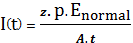 I(t) = z. p. E_normal / A. t